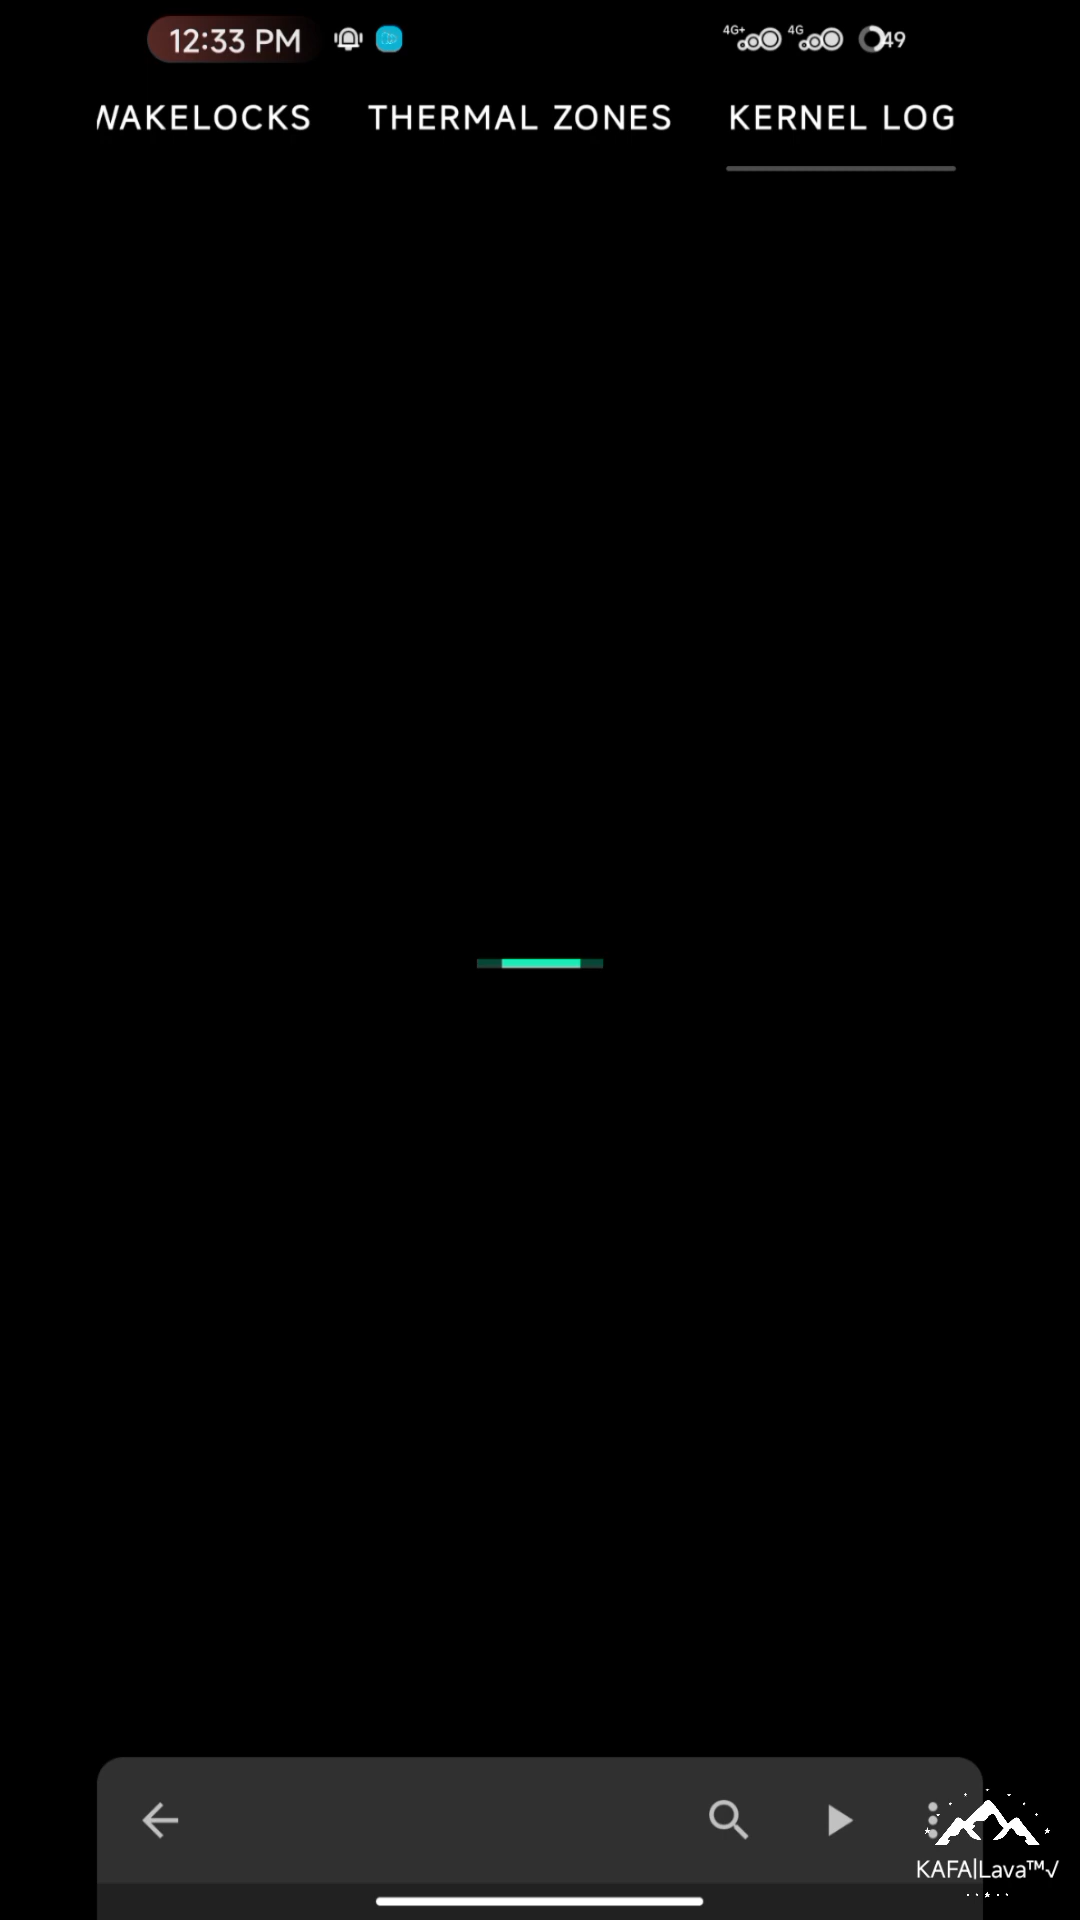 12:33 PM
4G+ 4G 49
WAKELOCKS THERMAL ZONES KERNEL LOG
KAFA|Lava™√